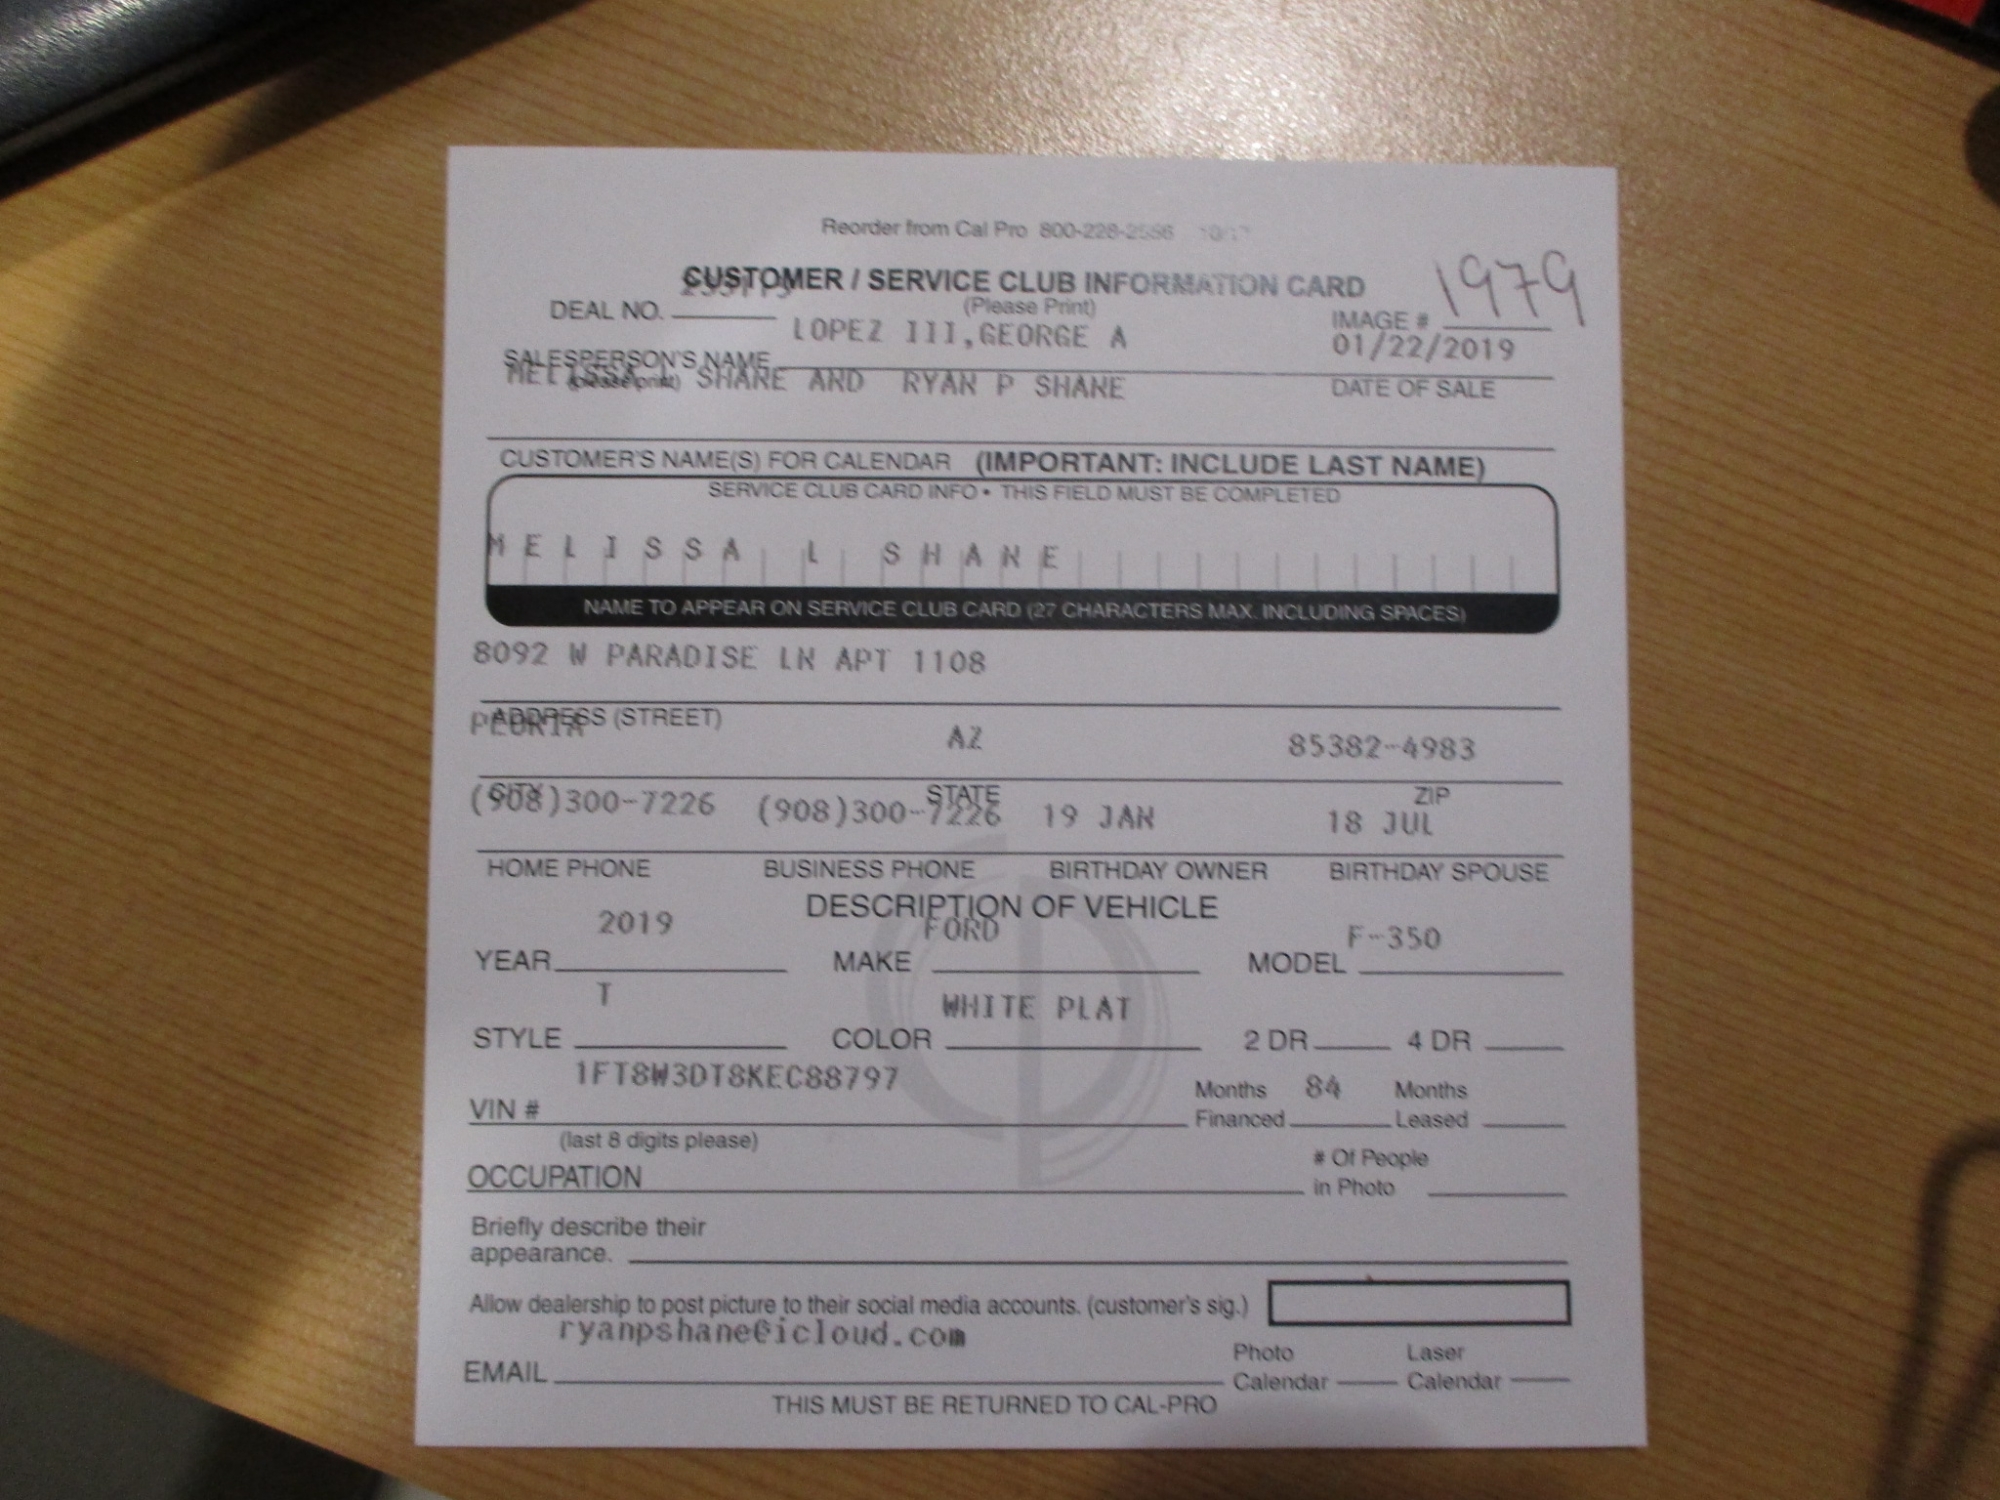 Reorder from Cal Pro 800-228-2556 10/17
CUSTOMER / SERVICE CLUB INFORMATION CARD
1979
DEAL NO.
(Please Print)
IMAGE #
LOPEZ III,GEORGE A
01/22/2019
SALESPERSON'S NAME
(please print)
MELISSA L SHANE AND RYAN P SHANE
DATE OF SALE
CUSTOMER'S NAME(S) FOR CALENDAR (IMPORTANT: INCLUDE LAST NAME)
SERVICE CLUB CARD INFO • THIS FIELD MUST BE COMPLETED
MELISSA L SHANE
NAME TO APPEAR ON SERVICE CLUB CARD (27 CHARACTERS MAX. INCLUDING SPACES)
8092 W PARADISE LN APT 1108
ADDRESS (STREET)
PEORIA AZ 85382-4983
CITY STATE ZIP
(908)300-7226 (908)300-7226 19 JAN 18 JUL
HOME PHONE BUSINESS PHONE BIRTHDAY OWNER BIRTHDAY SPOUSE
DESCRIPTION OF VEHICLE
2019 FORD F-350
YEAR MAKE MODEL
T WHITE PLAT
STYLE COLOR 2 DR 4 DR
1FT8W3DT8KEC88797
Months 84 Months
VIN # Financed Leased
(last 8 digits please)
# Of People
OCCUPATION in Photo
Briefly describe their
appearance.
Allow dealership to post picture to their social media accounts. (customer's sig.)
ryanpshane@icloud.com
Photo Laser
EMAIL Calendar Calendar
THIS MUST BE RETURNED TO CAL-PRO